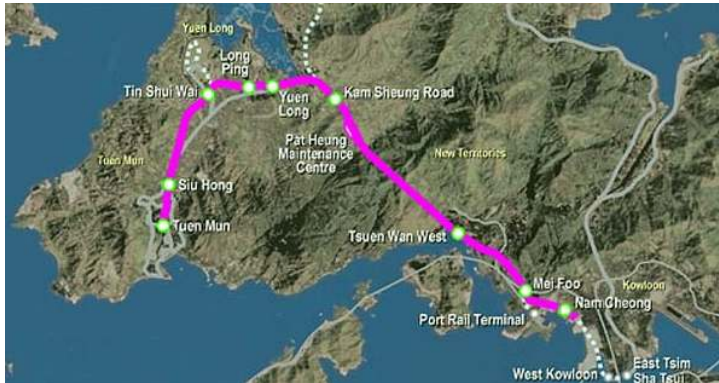 Yuen Long
Long
Ping
Tin Shui Wai
Yuen
Long
Kam Sheung Road
Pat Heung
Maintenance
Centre
New Territories
Tuen Mun
Siu Hong
Tuen Mun
Tsuen Wan West
Mei Foo
Kowloon
Nam Cheong
Port Rail Terminal
West Kowloon
East Tsim
Sha Tsui